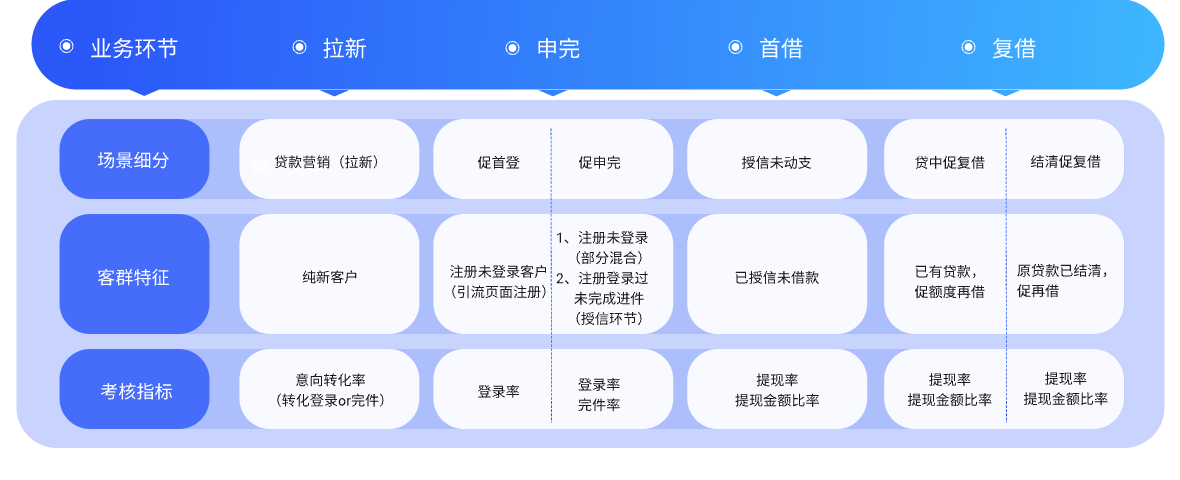 业务环节
拉新
申完
首借
复借
场景细分
贷款营销（拉新）
促首登
促申完
授信未动支
贷中促复借
结清促复借
客群特征
纯新客户
注册未登录客户
（引流页面注册）
1、注册未登录
（部分混合）
2、注册登录过
未完成进件
（授信环节）
已授信未借款
已有贷款，
促额度再借
原贷款已结清，
促再借
考核指标
意向转化率
（转化登录or完件）
登录率
登录率
完件率
提现率
提现金额比率
提现率
提现金额比率
提现率
提现金额比率